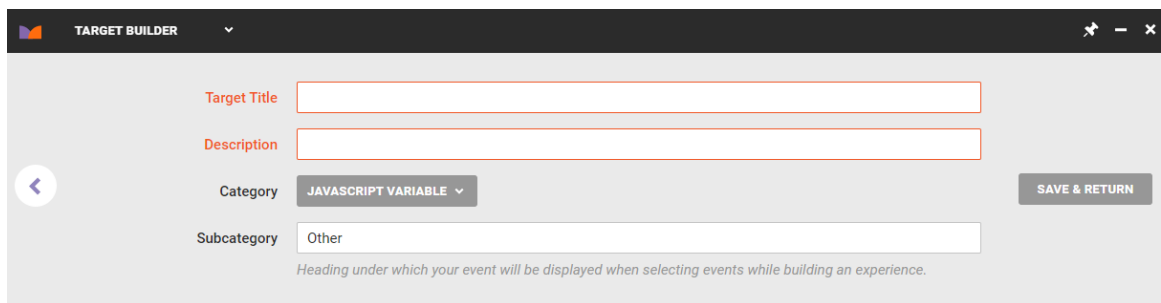 TARGET BUILDER
Target Title
Description
Category JAVASCRIPT VARIABLE
SAVE & RETURN
Subcategory Other
Heading under which your event will be displayed when selecting events while building an experience.